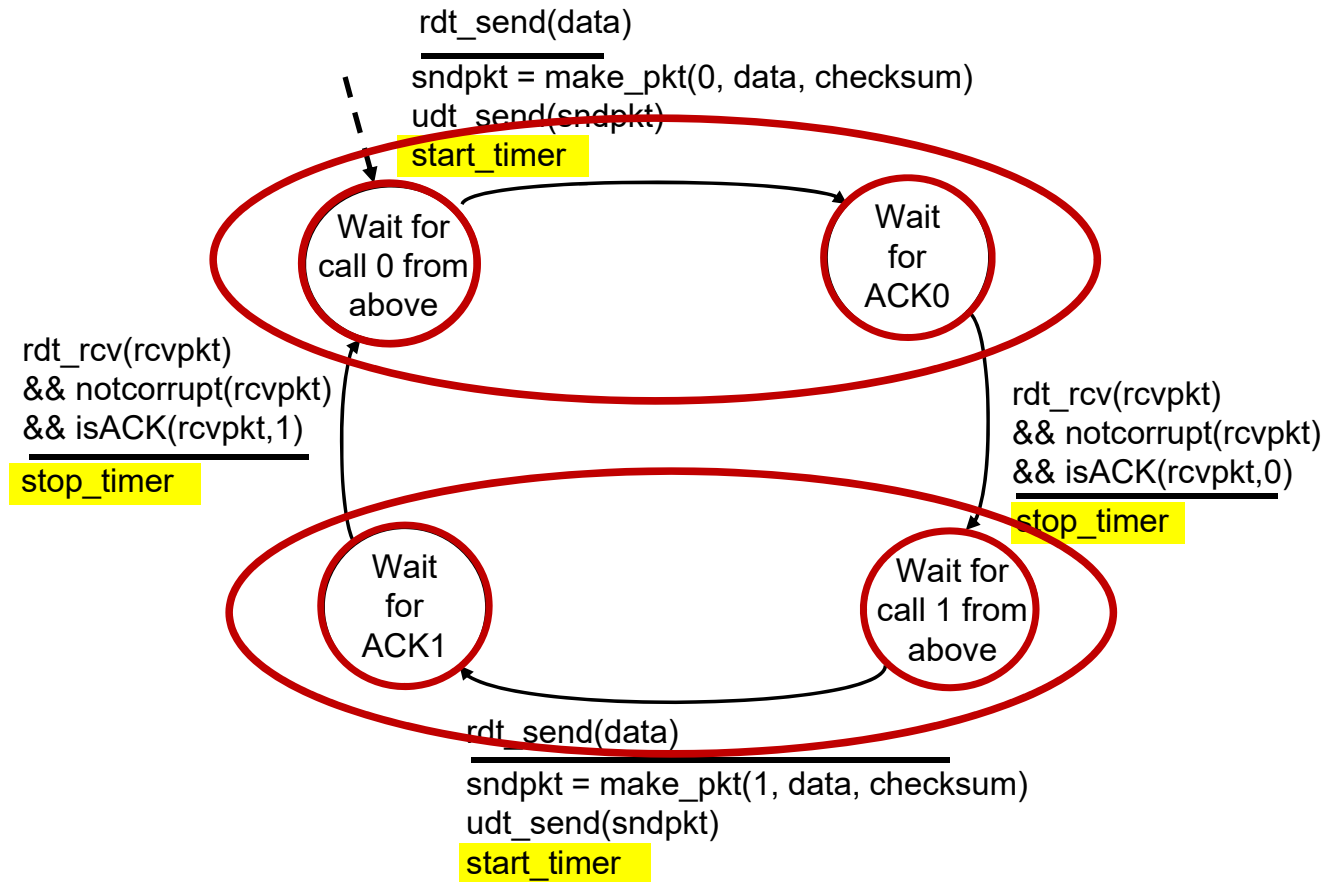 rdt_send(data)
sndpkt = make_pkt(0, data, checksum)
udt_send(sndpkt)
start_timer
Wait for
call 0 from
above
Wait
for
ACK0
rdt_rcv(rcvpkt)
&& notcorrupt(rcvpkt)
&& isACK(rcvpkt,1)
stop_timer
rdt_rcv(rcvpkt)
&& notcorrupt(rcvpkt)
&& isACK(rcvpkt,0)
stop_timer
Wait
for
ACK1
Wait for
call 1 from
above
rdt_send(data)
sndpkt = make_pkt(1, data, checksum)
udt_send(sndpkt)
start_timer